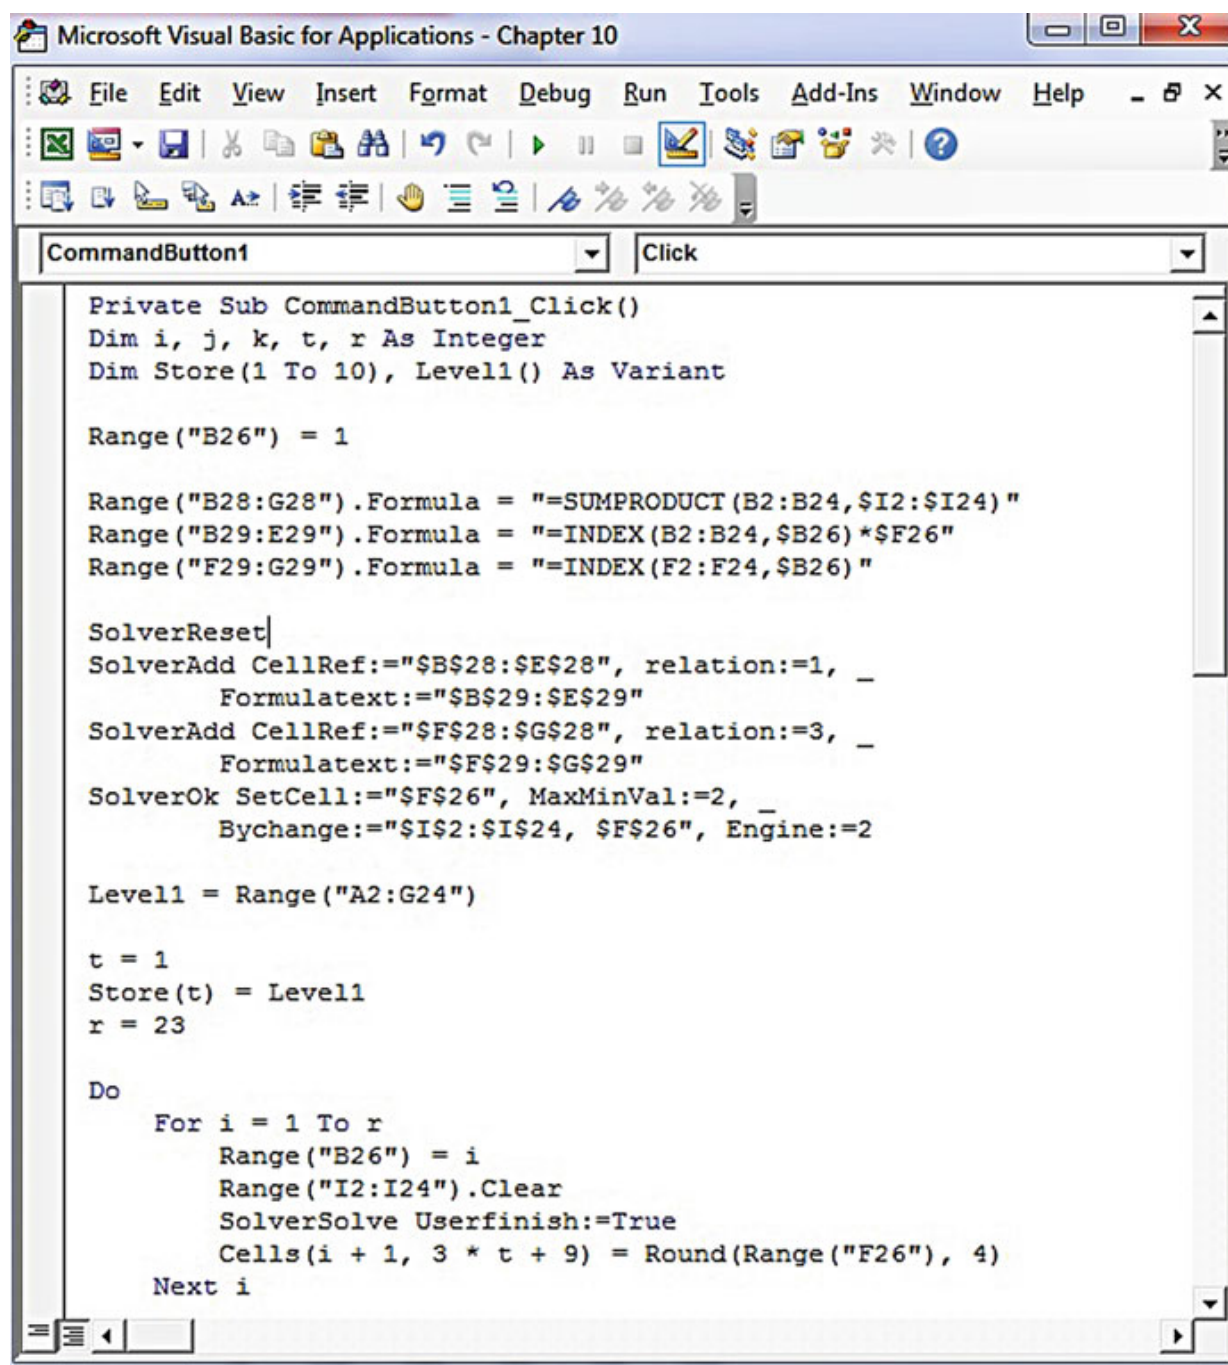 Microsoft Visual Basic for Applications - Chapter 10
File Edit View Insert Format Debug Run Tools Add-Ins Window Help
CommandButton1 Click
Private Sub CommandButton1_Click()
Dim i, j, k, t, r As Integer
Dim Store(1 To 10), Level1() As Variant
Range("B26") = 1
Range("B28:G28").Formula = "=SUMPRODUCT(B2:B24,$I2:$I24)"
Range("B29:E29").Formula = "=INDEX(B2:B24,$B26)*$F26"
Range("F29:G29").Formula = "=INDEX(F2:F24,$B26)"
SolverReset
SolverAdd CellRef:="$B$28:$E$28", relation:=1, _
Formulatext:="$B$29:$E$29"
SolverAdd CellRef:="$F$28:$G$28", relation:=3, _
Formulatext:="$F$29:$G$29"
SolverOk SetCell:="$F$26", MaxMinVal:=2, _
Bychange:="$I$2:$I$24, $F$26", Engine:=2
Level1 = Range("A2:G24")
t = 1
Store(t) = Level1
r = 23
Do
For i = 1 To r
Range("B26") = i
Range("I2:I24").Clear
SolverSolve Userfinish:=True
Cells(i + 1, 3 * t + 9) = Round(Range("F26"), 4)
Next i